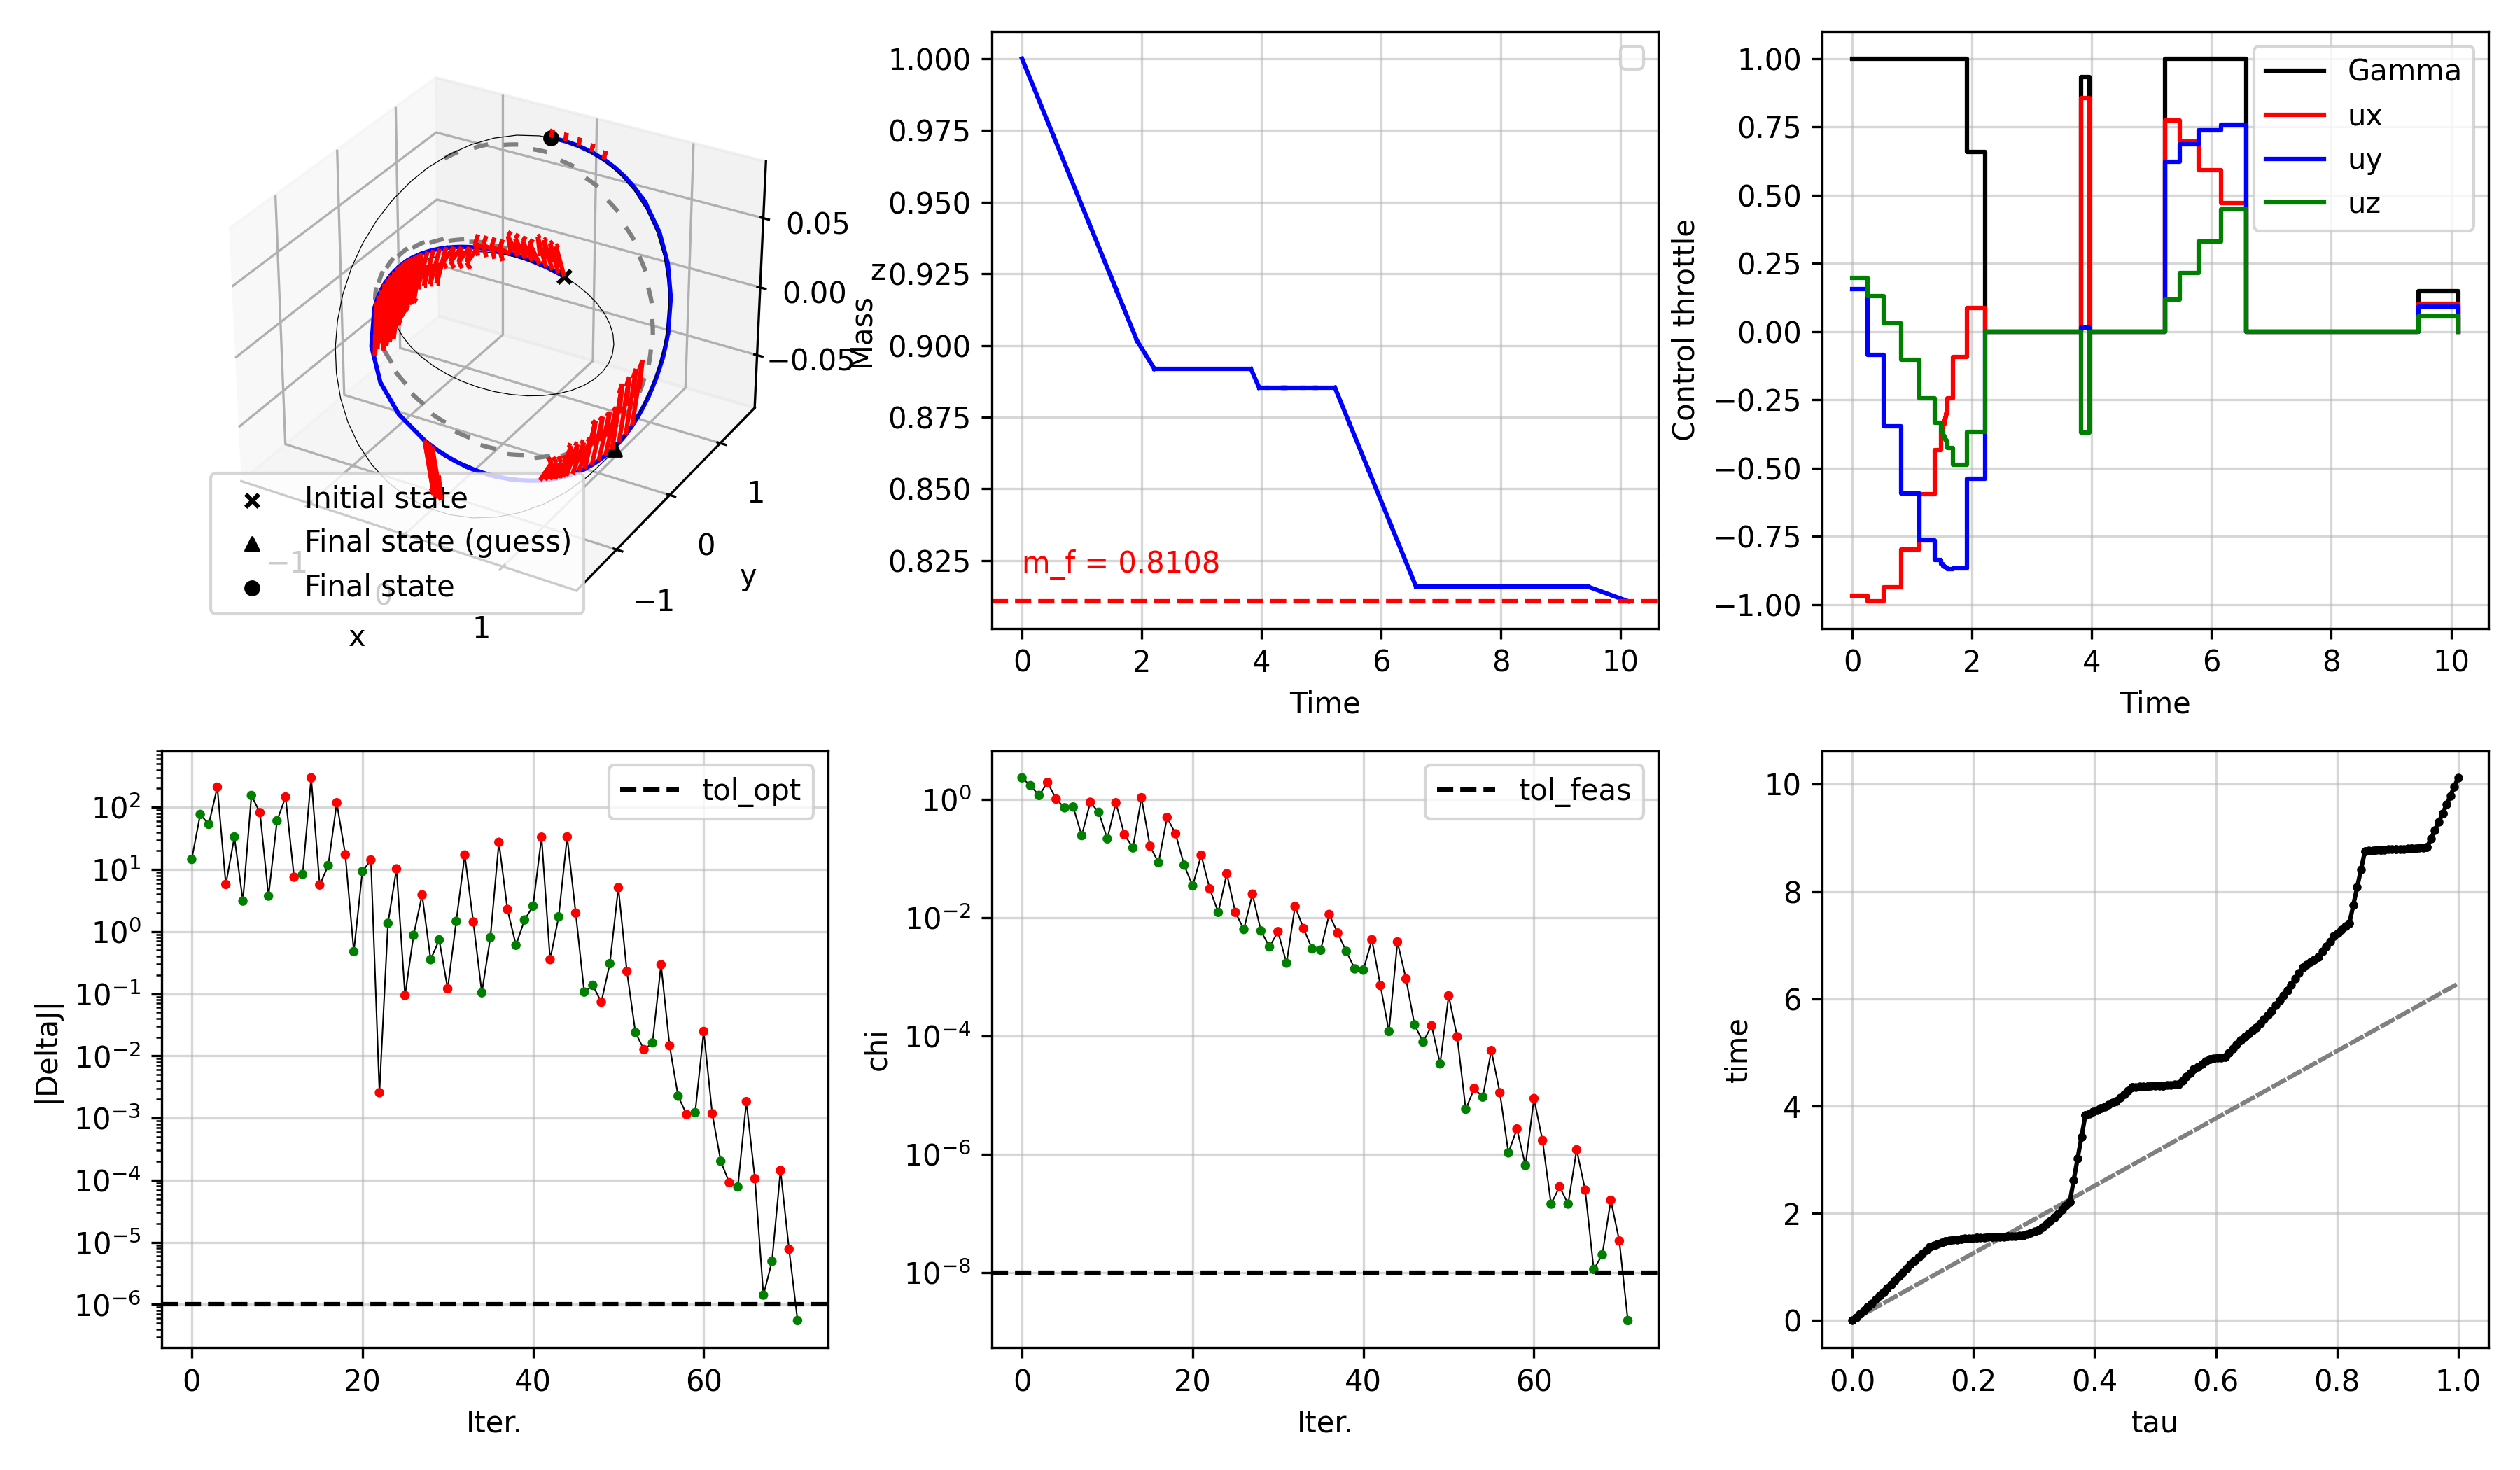 0.05
0.00
−0.05
z
1
0
−1
y
−1
0
1
x
Initial state
Final state (guess)
Final state
1.000
0.975
0.950
0.925
0.900
0.875
0.850
0.825
Mass
m_f = 0.8108
0 2 4 6 8 10
Time
1.00
0.75
0.50
0.25
0.00
−0.25
−0.50
−0.75
−1.00
Control throttle
Gamma
ux
uy
uz
0 2 4 6 8 10
Time
10²
10¹
10⁰
10⁻¹
10⁻²
10⁻³
10⁻⁴
10⁻⁵
10⁻⁶
|DeltaJ|
tol_opt
0 20 40 60
Iter.
10⁰
10⁻²
10⁻⁴
10⁻⁶
10⁻⁸
chi
tol_feas
0 20 40 60
Iter.
10
8
6
4
2
0
time
0.0 0.2 0.4 0.6 0.8 1.0
tau